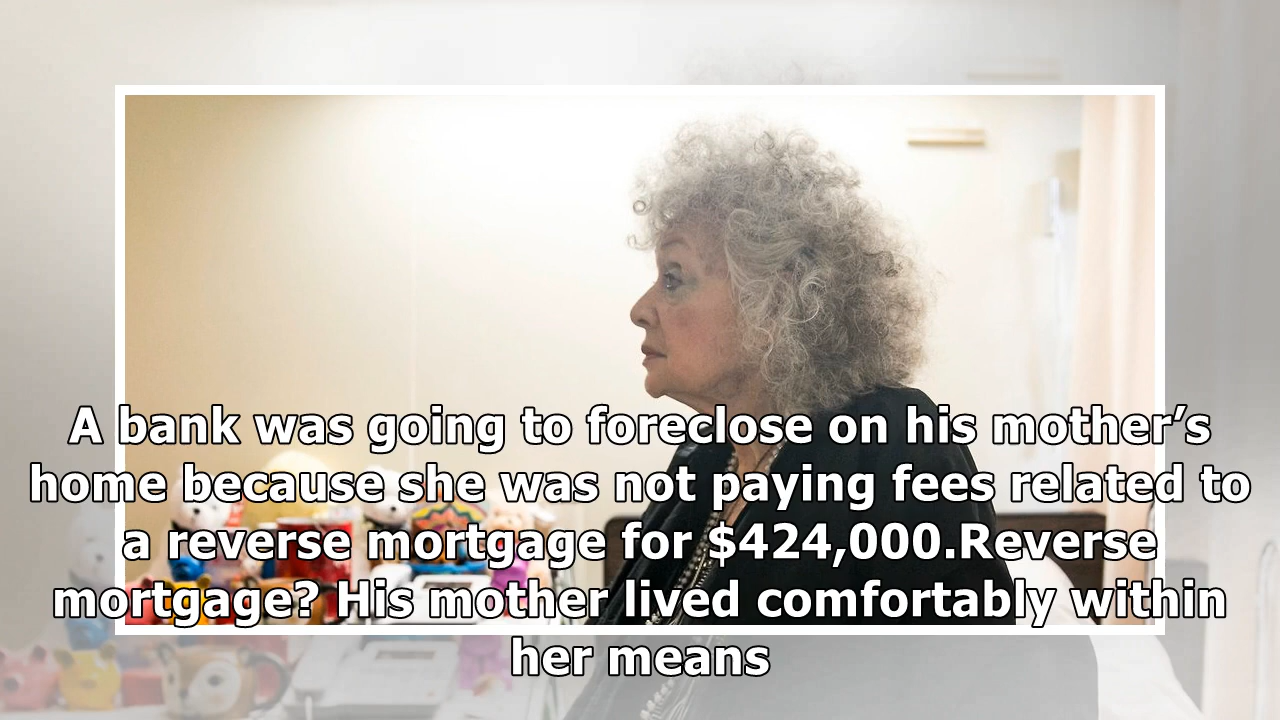 A bank was going to foreclose on his mother’s
home because she was not paying fees related to
a reverse mortgage for $424,000.Reverse
mortgage? His mother lived comfortably within
her means